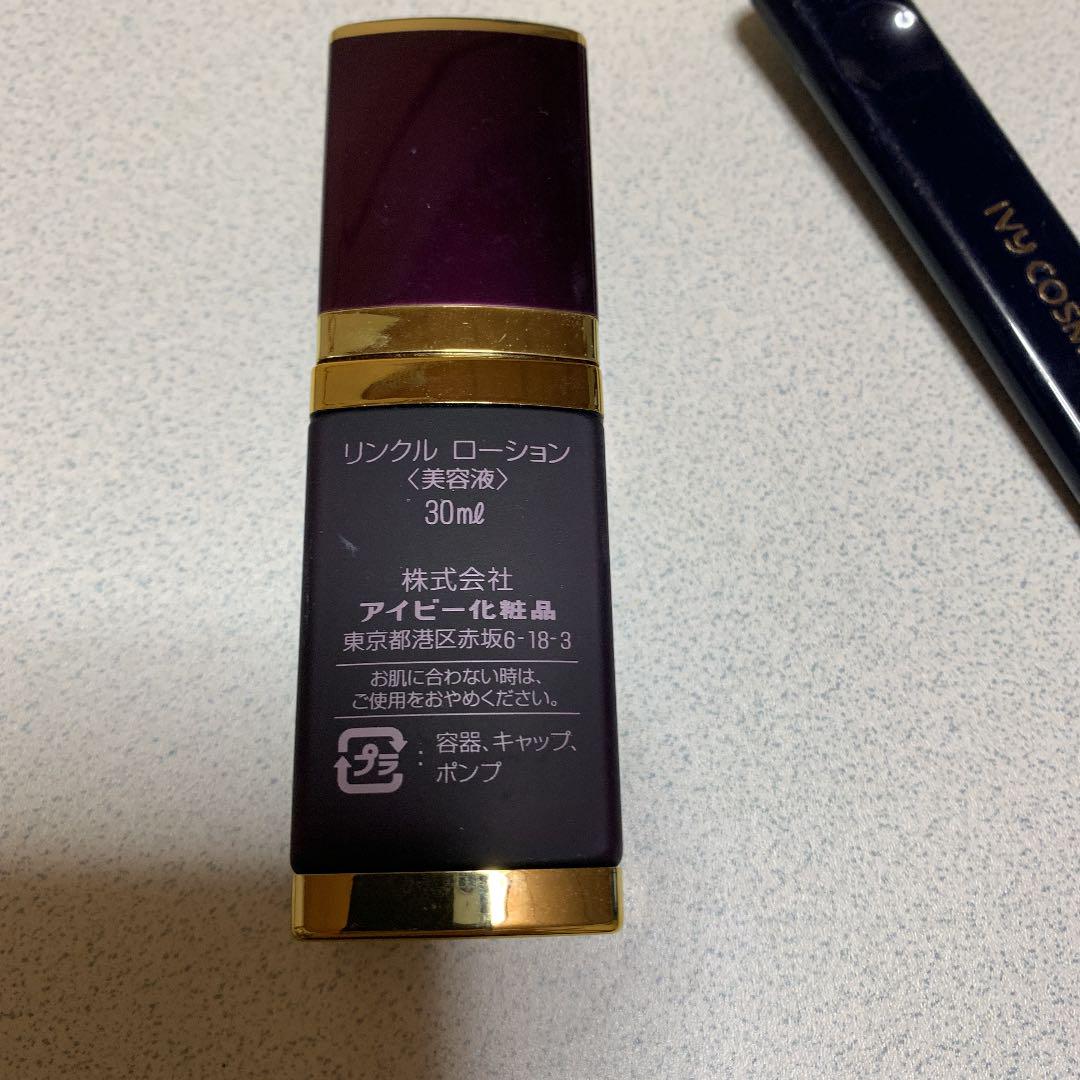 リンクル ローション
〈美容液〉
30ml
株式会社
アイビー化粧品
東京都港区赤坂6-18-3
お肌に合わない時は、
ご使用をおやめください。
プラ : 容器、キャップ、
ポンプ
IVY COSM